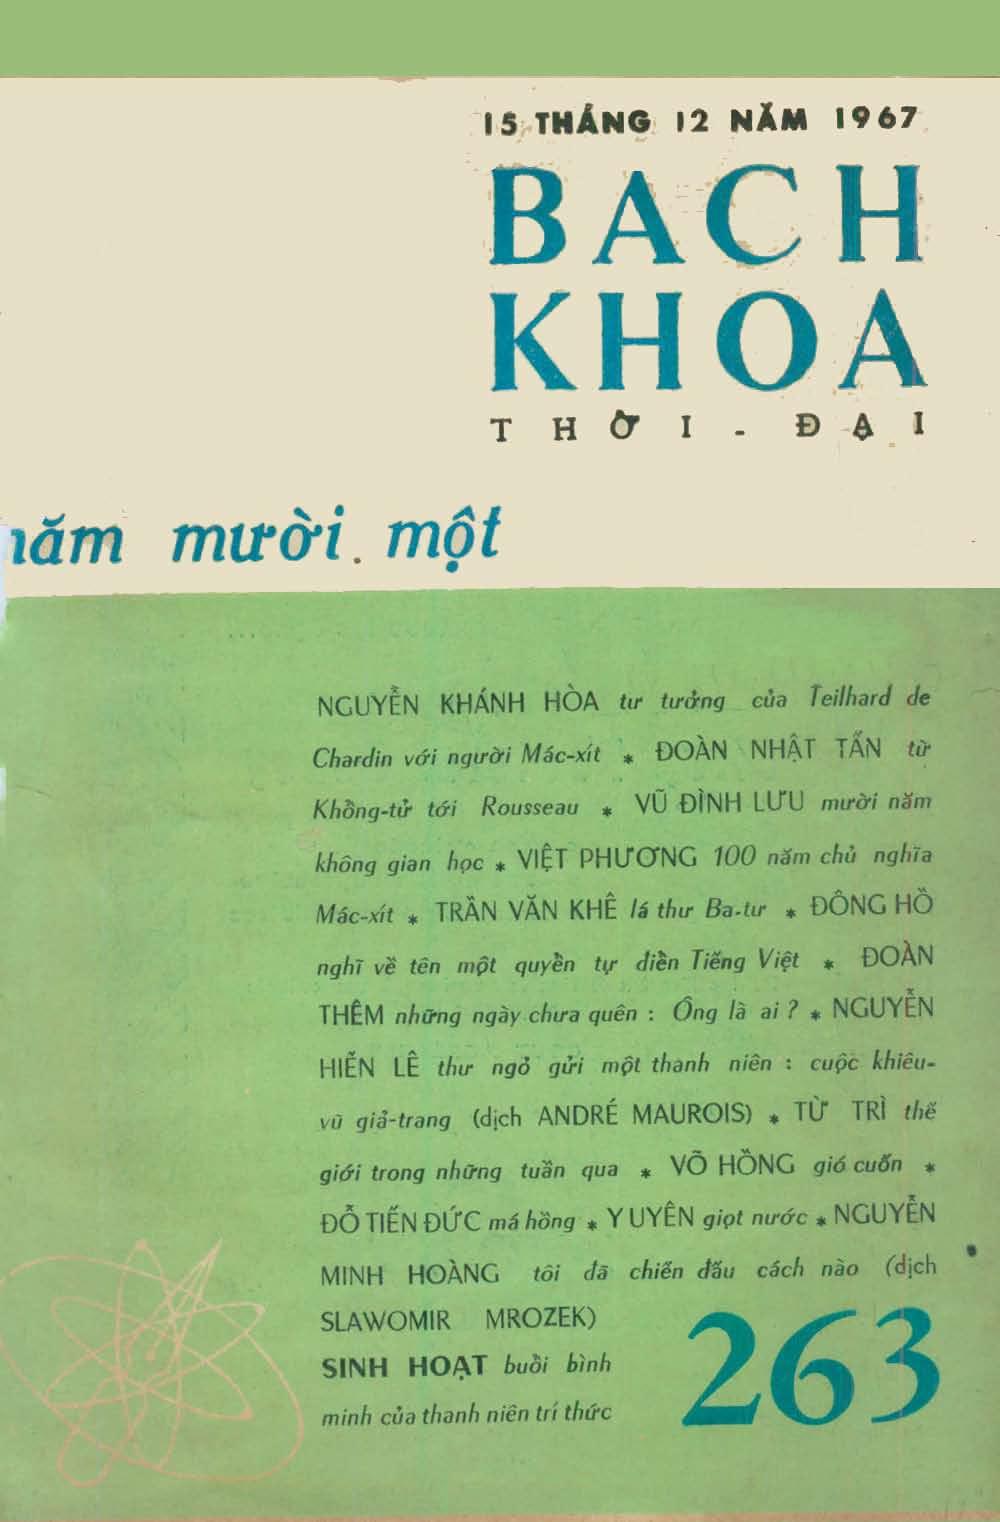 15 THÁNG 12 NĂM 1967
BACH
KHOA
THỜI - ĐẠI
năm mười một
NGUYỄN KHÁNH HÒA tư tưởng của Teilhard de
Chardin với người Mác-xít * ĐOÀN NHẬT TẤN từ
Khổng-tử tới Rousseau * VŨ ĐÌNH LƯU mười năm
không gian học * VIỆT PHƯƠNG 100 năm chủ nghĩa
Mác-xít * TRẦN VĂN KHÊ lá thư Ba-tư * ĐÔNG HỒ
nghĩ về tên một quyển tự điển Tiếng Việt * ĐOÀN
THÊM những ngày chưa quên : Ông là ai ? * NGUYỄN
HIẾN LÊ thư ngỏ gửi một thanh niên : cuộc khiêu-
vũ giả-trang (dịch ANDRÉ MAUROIS) * TỪ TRÌ thế
giới trong những tuần qua * VÕ HỒNG gió cuốn *
ĐỖ TIẾN ĐỨC má hồng * Y UYÊN giọt nước * NGUYỄN
MINH HOÀNG tôi đã chiến đấu cách nào (dịch
SLAWOMIR MROZEK)
SINH HOẠT buổi bình
minh của thanh niên trí thức
263